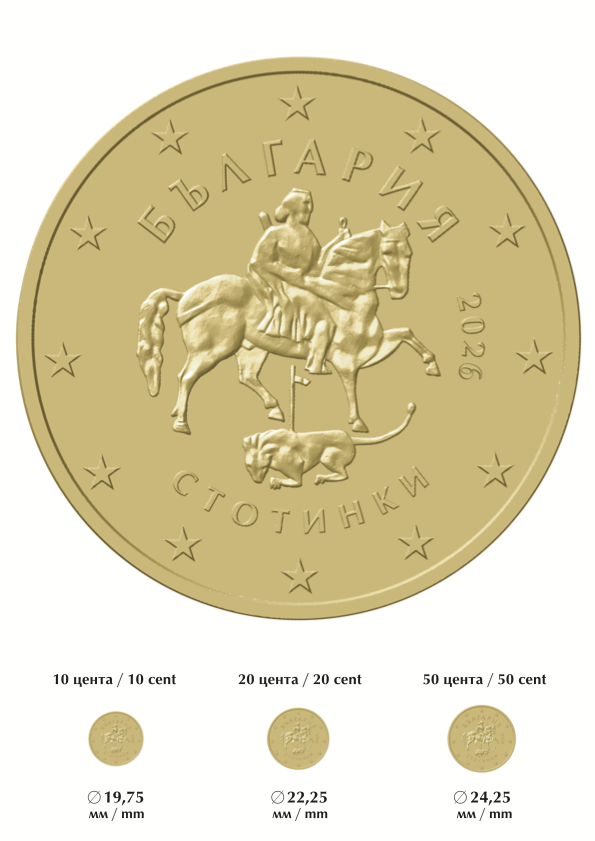 БЪЛГАРИЯ
2026
СТОТИНКИ
10 цента / 10 cent
20 цента / 20 cent
50 цента / 50 cent
∅ 19,75
мм / mm
∅ 22,25
мм / mm
∅ 24,25
мм / mm